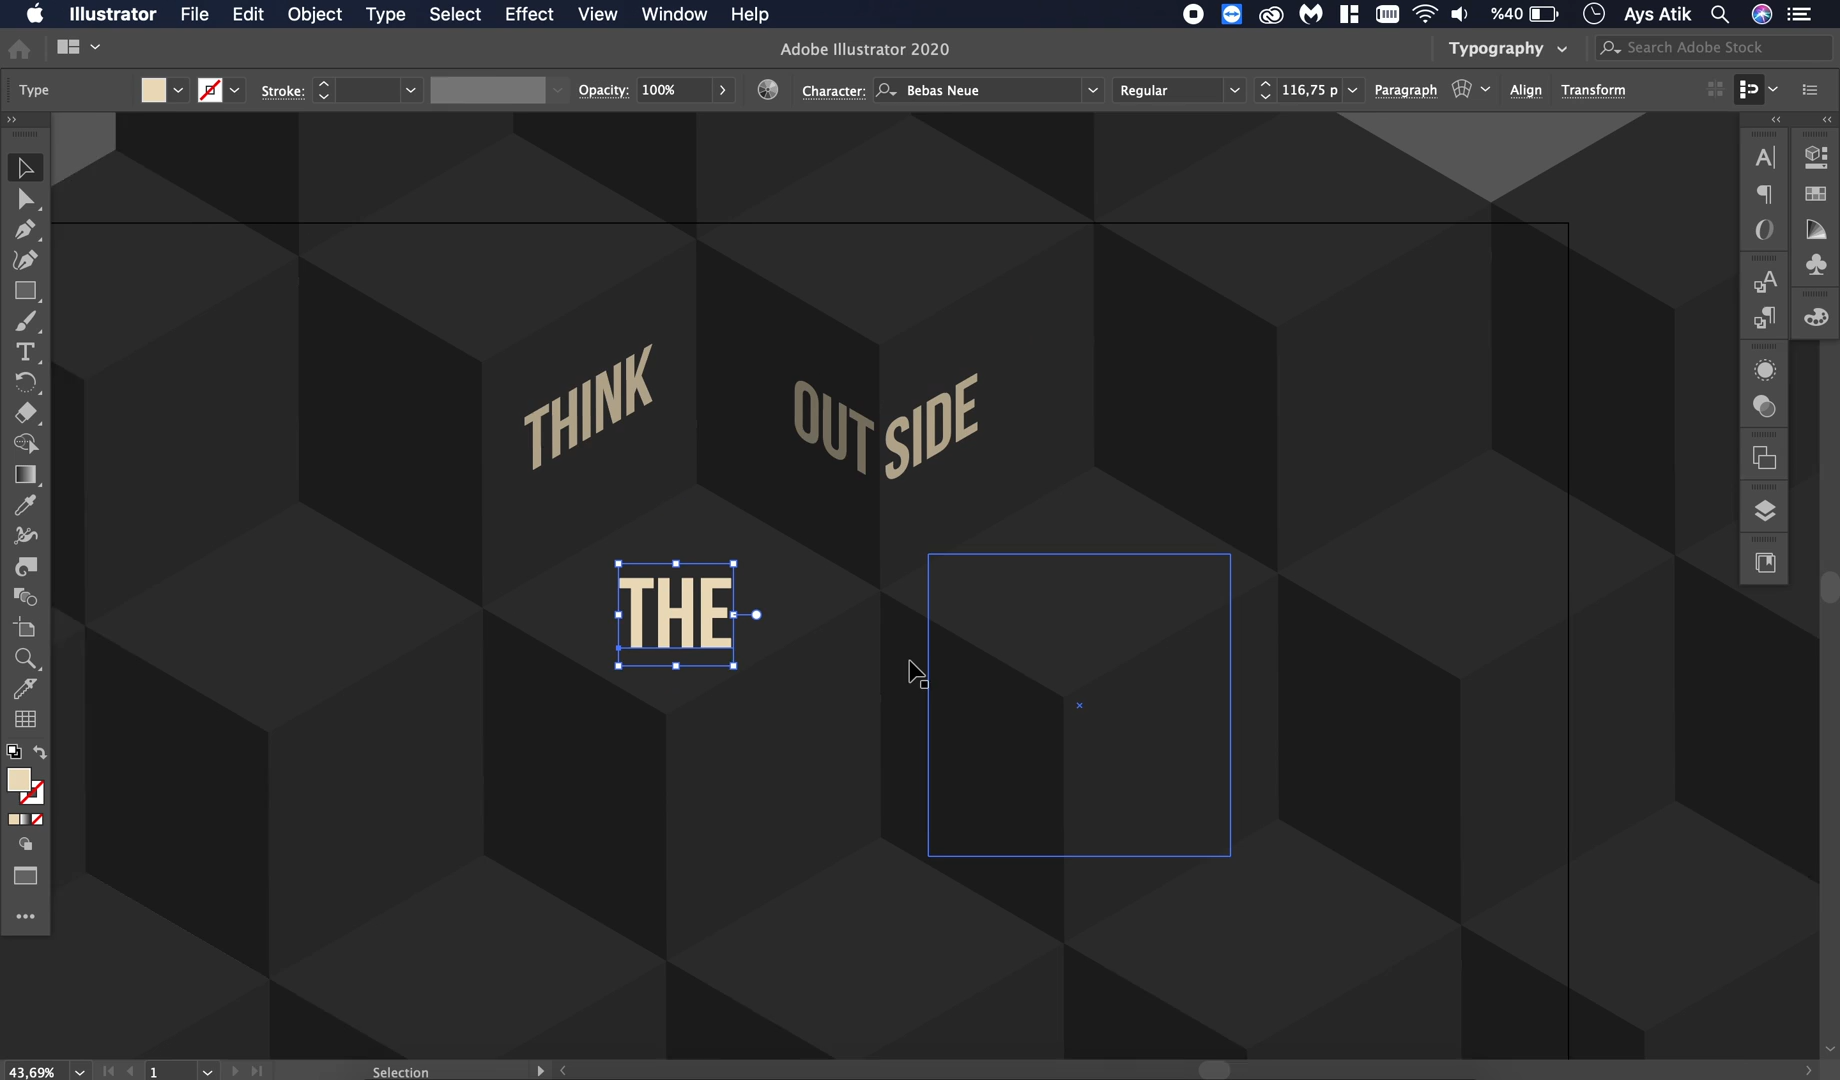 Illustrator File Edit Object Type Select Effect View Window Help %40 Ays Atik
Adobe Illustrator 2020 Typography Search Adobe Stock
Type Stroke: Opacity: 100% Character: Bebas Neue Regular 116,75 p Paragraph Align Transform
THINK
OUT SIDE
THE
43,69% 1 Selection